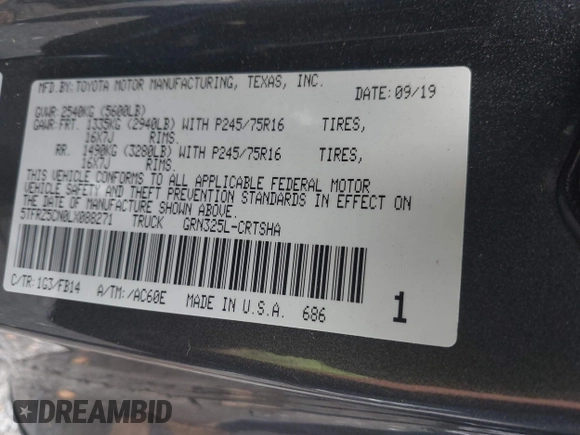 MFD.BY:TOYOTA MOTOR MANUFACTURING, TEXAS, INC.
DATE:09/19
GVWR 2540KG (5600LB)
GAWR:FRT. 1335KG (2940LB) WITH P245/75R16 TIRES,
16X7J RIMS.
RR. 1490KG (3280LB) WITH P245/75R16 TIRES,
16X7J RIMS.
THIS VEHICLE CONFORMS TO ALL APPLICABLE FEDERAL MOTOR
VEHICLE SAFETY AND THEFT PREVENTION STANDARDS IN EFFECT ON
THE DATE OF MANUFACTURE SHOWN ABOVE.
5TFRZ5CN0LX088271 TRUCK GRN325L-CRTSHA
C/TR:1G3/FB14 A/TM:/AC60E MADE IN U.S.A. 686 1
DREAMBID